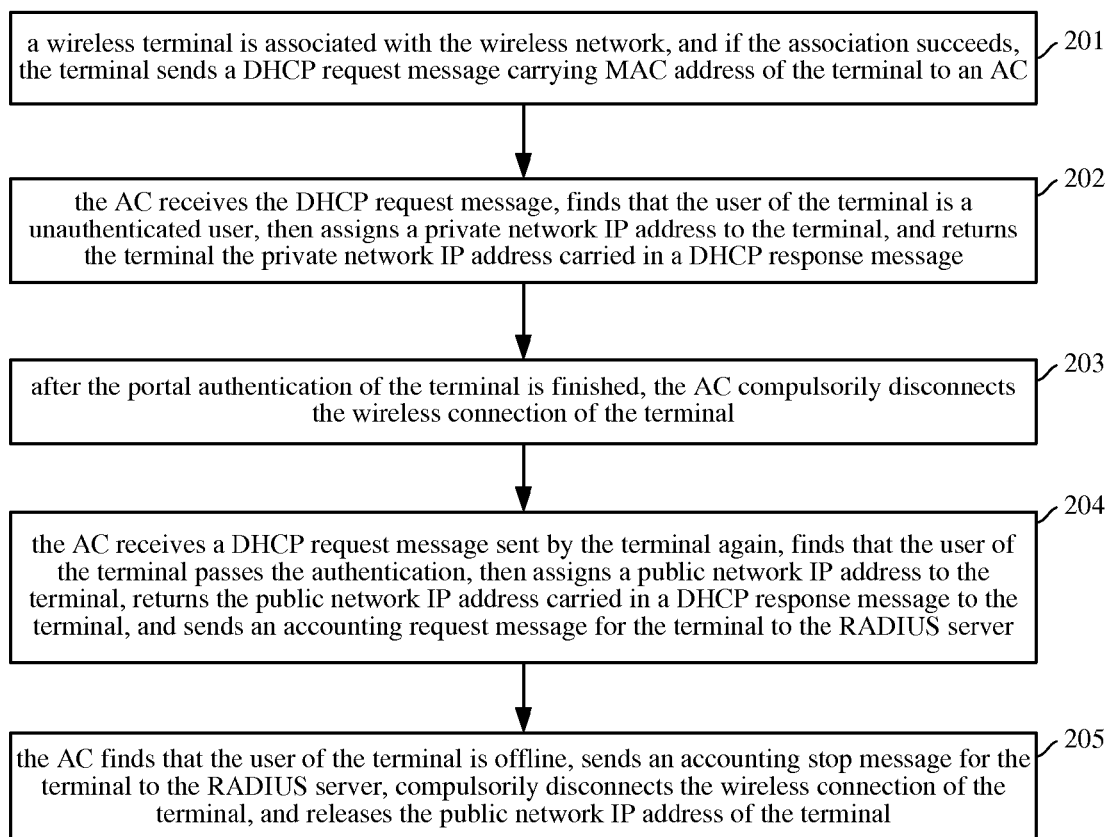 a wireless terminal is associated with the wireless network, and if the association succeeds,
the terminal sends a DHCP request message carrying MAC address of the terminal to an AC
201
the AC receives the DHCP request message, finds that the user of the terminal is a
unauthenticated user, then assigns a private network IP address to the terminal, and returns
the terminal the private network IP address carried in a DHCP response message
202
after the portal authentication of the terminal is finished, the AC compulsorily disconnects
the wireless connection of the terminal
203
the AC receives a DHCP request message sent by the terminal again, finds that the user of
the terminal passes the authentication, then assigns a public network IP address to the
terminal, returns the public network IP address carried in a DHCP response message to the
terminal, and sends an accounting request message for the terminal to the RADIUS server
204
the AC finds that the user of the terminal is offline, sends an accounting stop message for the
terminal to the RADIUS server, compulsorily disconnects the wireless connection of the
terminal, and releases the public network IP address of the terminal
205